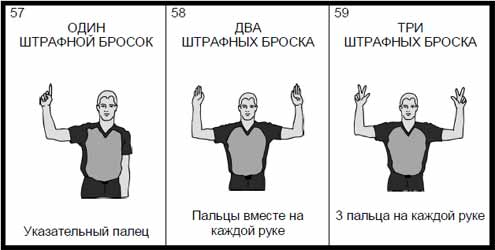 57
ОДИН
ШТРАФНОЙ БРОСОК
Указательный палец
58
ДВА
ШТРАФНЫХ БРОСКА
Пальцы вместе на
каждой руке
59
ТРИ
ШТРАФНЫХ БРОСКА
3 пальца на каждой руке